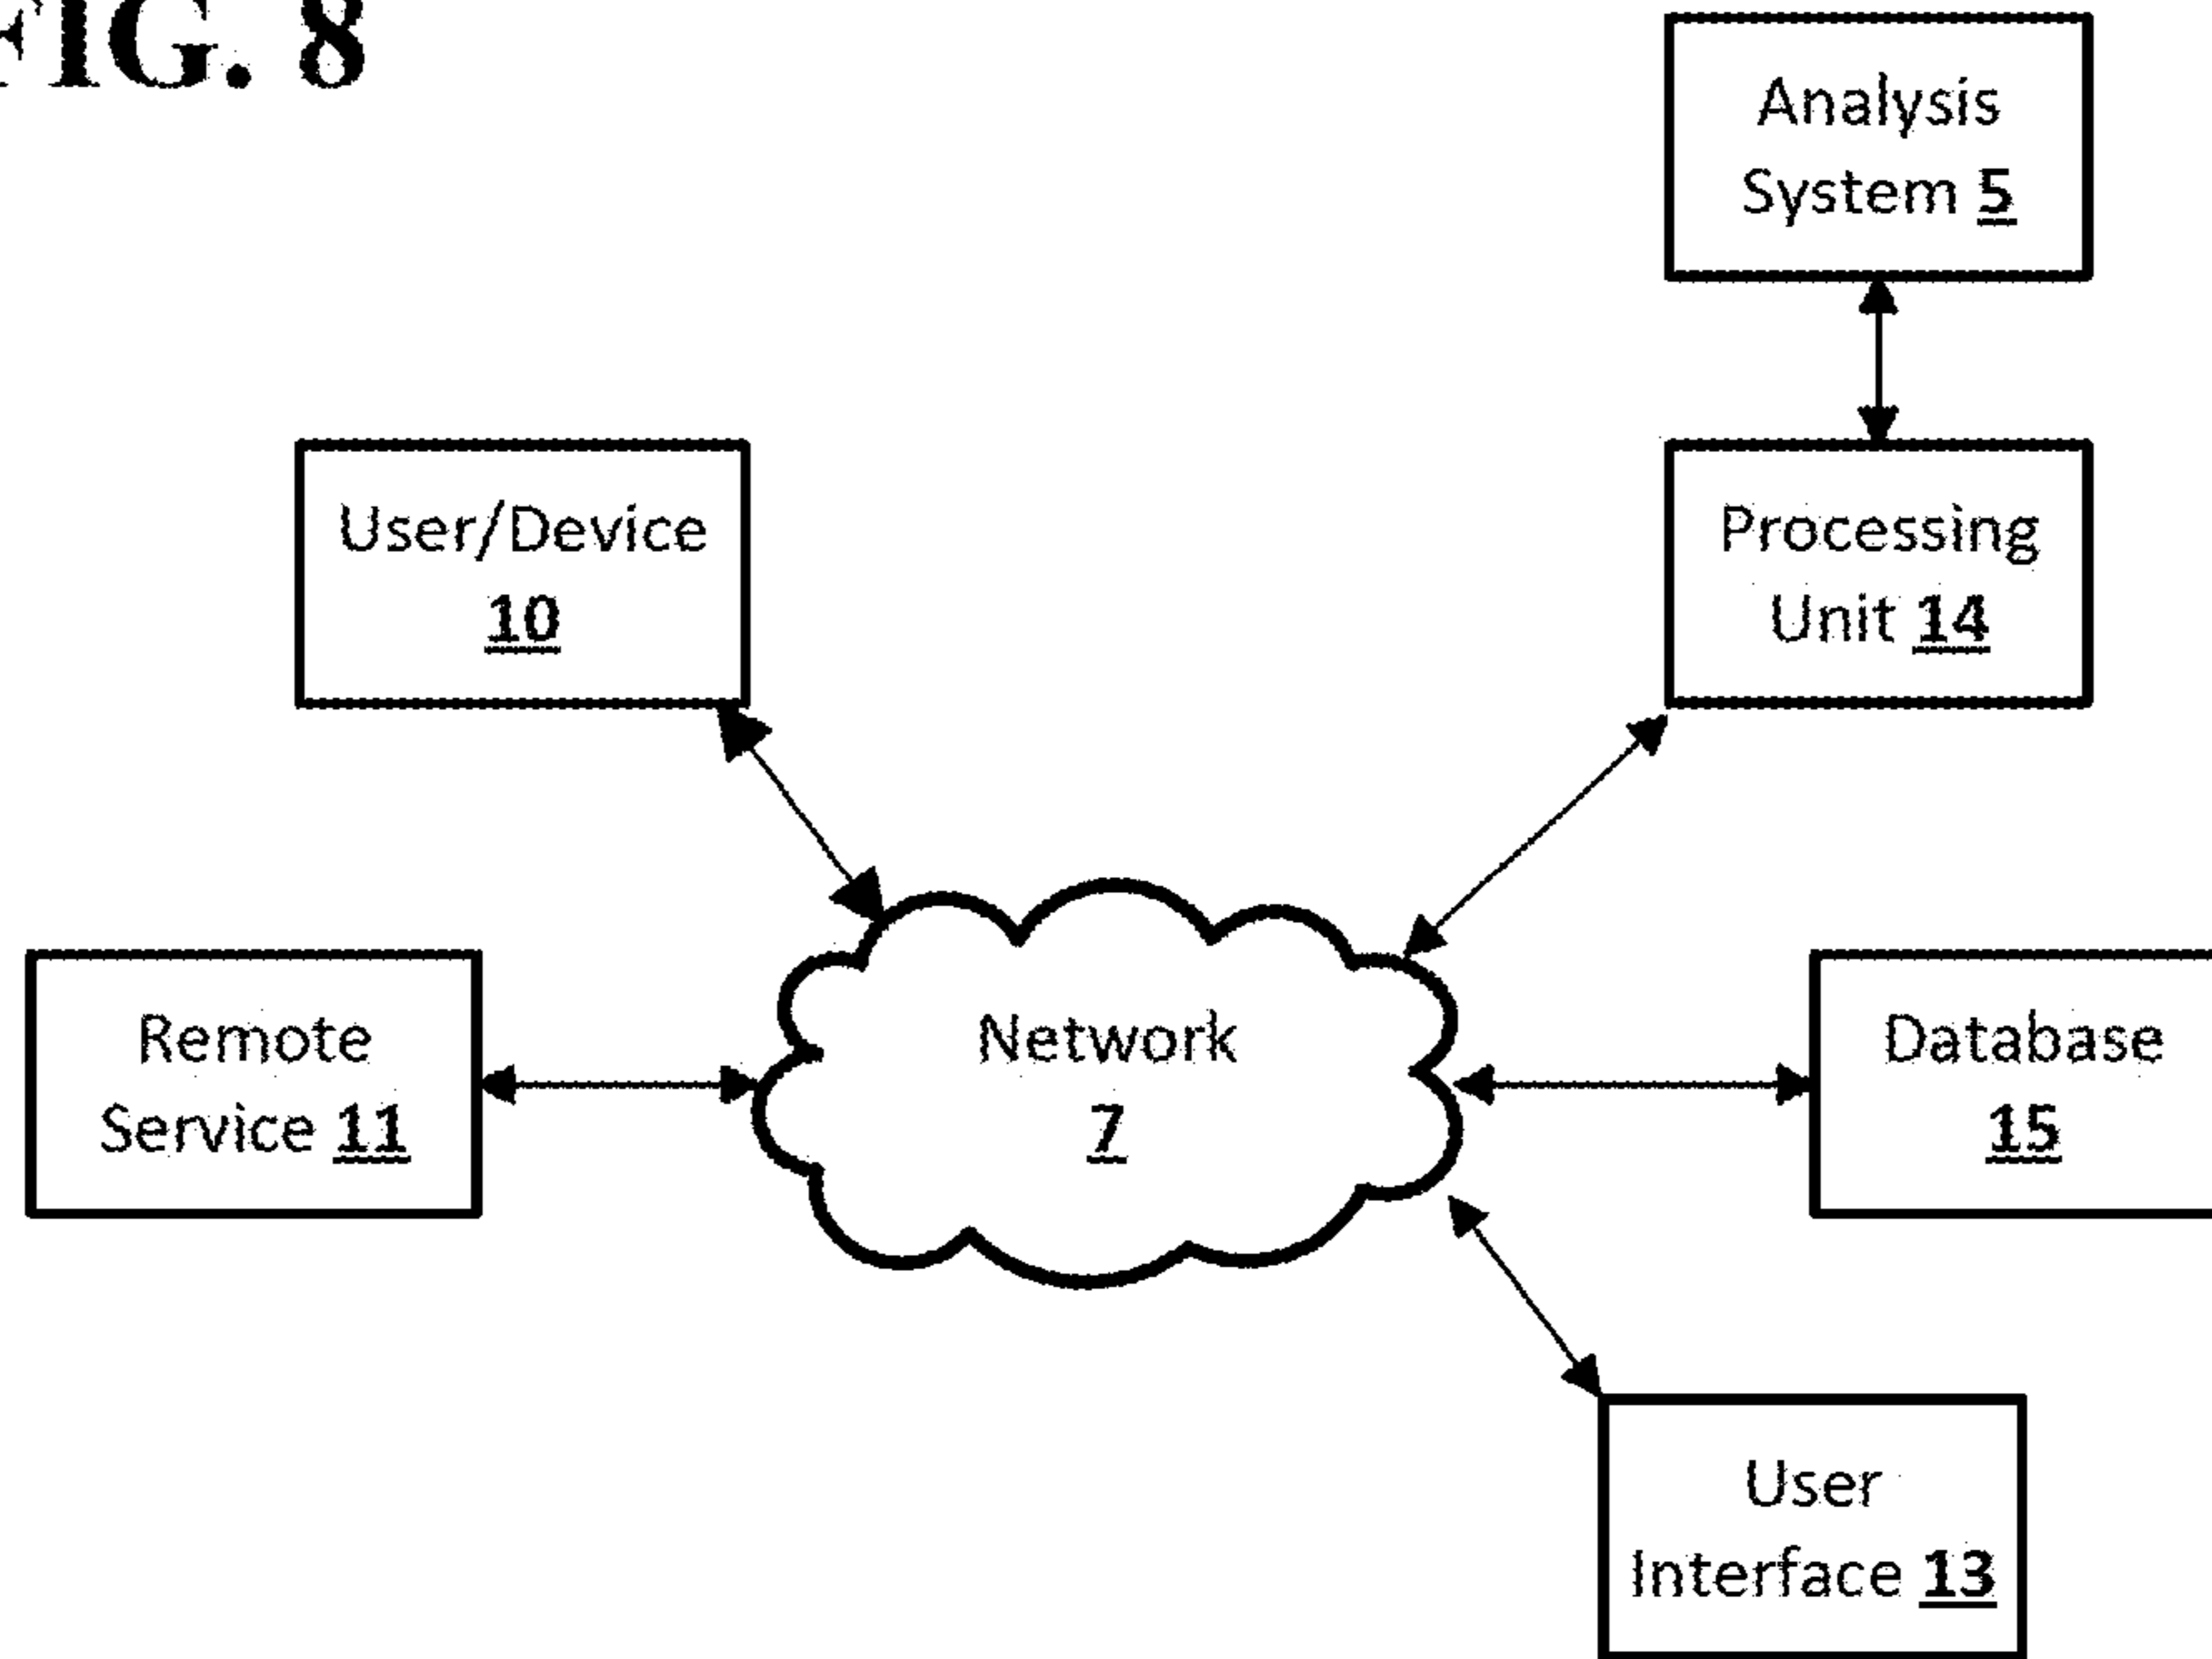 FIG. 8
Analysis
System 5
User/Device
10
Processing
Unit 14
Remote
Service 11
Network
7
Database
15
User
Interface 13